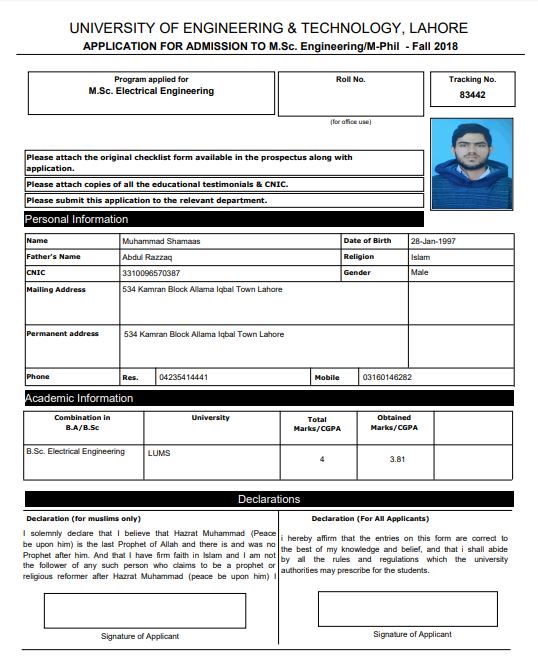 UNIVERSITY OF ENGINEERING & TECHNOLOGY, LAHORE
APPLICATION FOR ADMISSION TO M.Sc. Engineering/M-Phil - Fall 2018
Program applied for
M.Sc. Electrical Engineering
Roll No.
(for office use)
Tracking No.
83442
Please attach the original checklist form available in the prospectus along with
application.
Please attach copies of all the educational testimonials & CNIC.
Please submit this application to the relevant department.
Personal Information
Name Muhammad Shamaas Date of Birth 28-Jan-1997
Father's Name Abdul Razzaq Religion Islam
CNIC 3310096570387 Gender Male
Mailing Address 534 Kamran Block Allama Iqbal Town Lahore
Permanent address 534 Kamran Block Allama Iqbal Town Lahore
Phone Res. 04235414441 Mobile 03160146282
Academic Information
Combination in
B.A/B.Sc
University
Total
Marks/CGPA
Obtained
Marks/CGPA
B.Sc. Electrical Engineering LUMS 4 3.81
Declarations
Declaration (for muslims only)
I solemnly declare that I believe that Hazrat Muhammad (Peace
be upon him) is the last Prophet of Allah and there is and was no
Prophet after him. And that I have firm faith in Islam and I am not
the follower of any such person who claims to be a prophet or
religious reformer after Hazrat Muhammad (peace be upon him) I
Signature of Applicant
Declaration (For All Applicants)
i hereby affirm that the entries on this form are correct to
the best of my knowledge and belief, and that i shall abide
by all the rules and regulations which the university
authorities may prescribe for the students.
Signature of Applicant